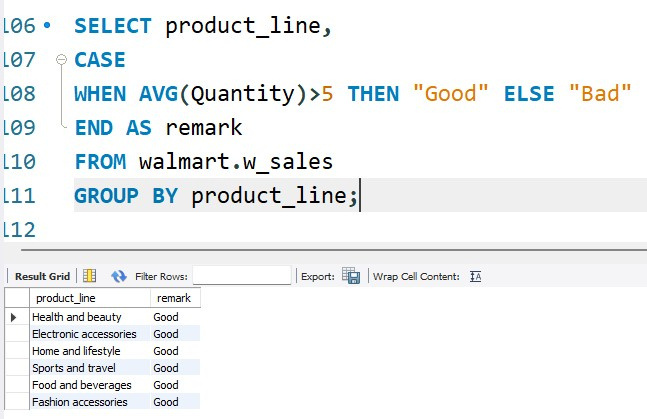 106 SELECT product_line,
107 CASE
108 WHEN AVG(Quantity)>5 THEN "Good" ELSE "Bad"
109 END AS remark
110 FROM walmart.w_sales
111 GROUP BY product_line;
112
Result Grid Filter Rows: Export: Wrap Cell Content: IA
product_line remark
Health and beauty Good
Electronic accessories Good
Home and lifestyle Good
Sports and travel Good
Food and beverages Good
Fashion accessories Good